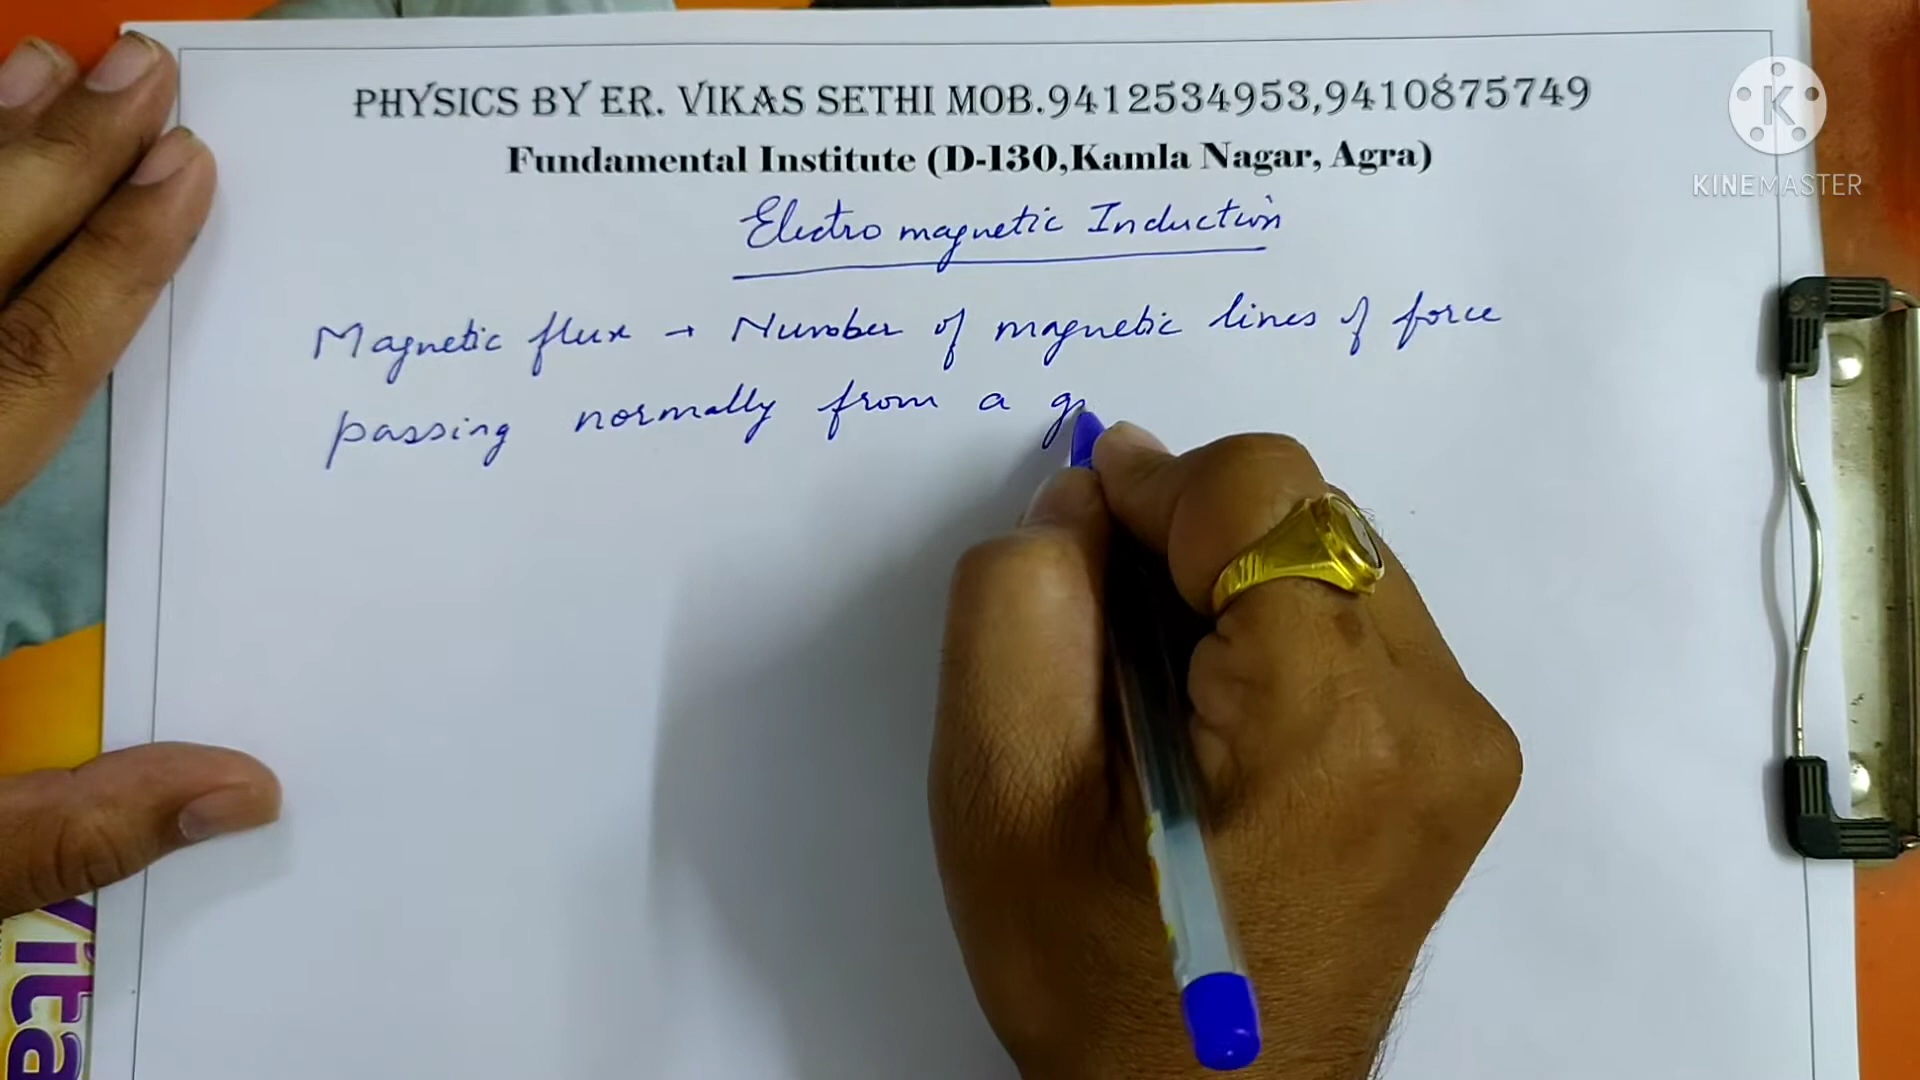 PHYSICS BY ER. VIKAS SETHI MOB.9412534953,9410875749
KINEMASTER
Fundamental Institute (D-130,Kamla Nagar, Agra)
Electro magnetic Induction
Magnetic flux → Number of magnetic lines of force
passing normally from a
Vita